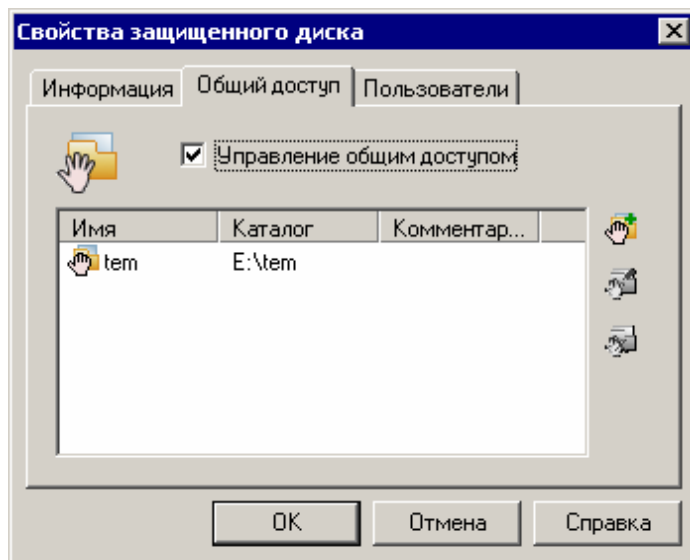 Свойства защищенного диска
Информация Общий доступ Пользователи
Управление общим доступом
Имя Каталог Комментар...
tem E:\tem
OK Отмена Справка